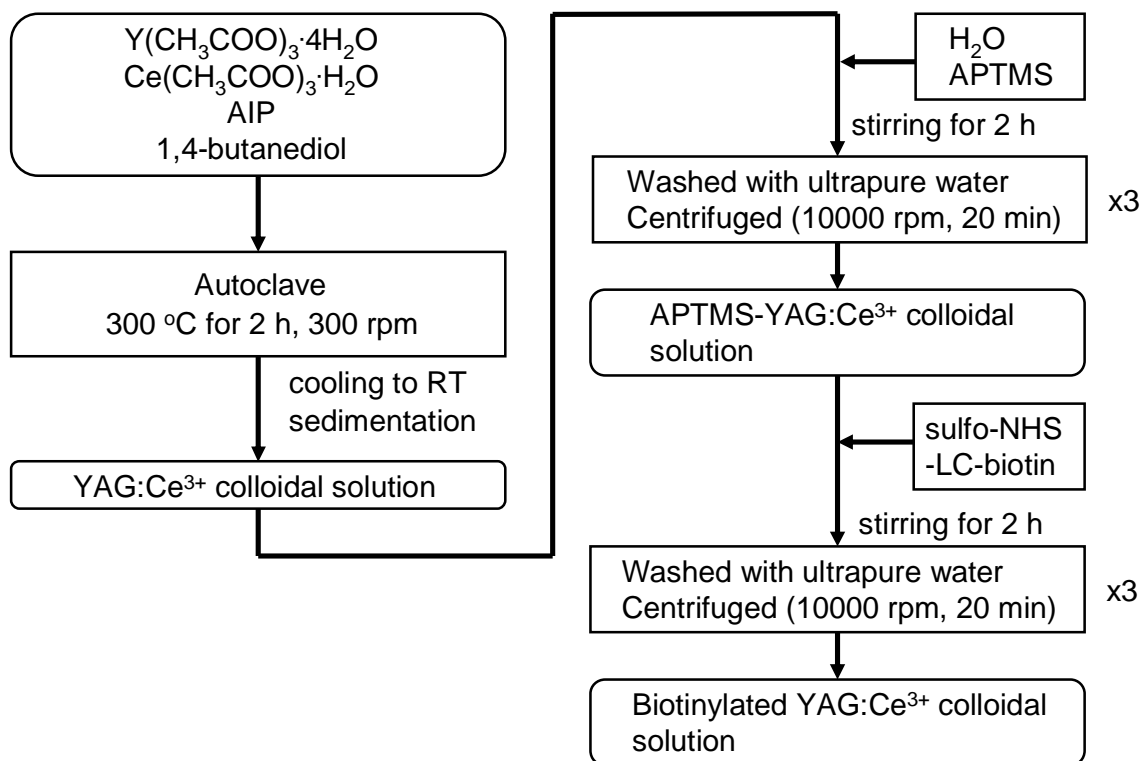 Y(CH₃COO)₃·4H₂O
Ce(CH₃COO)₃·H₂O
AIP
1,4-butanediol
Autoclave
300 ºC for 2 h, 300 rpm
cooling to RT
sedimentation
YAG:Ce³⁺ colloidal solution
H₂O
APTMS
stirring for 2 h
Washed with ultrapure water
Centrifuged (10000 rpm, 20 min)
x3
APTMS-YAG:Ce³⁺ colloidal
solution
sulfo-NHS
-LC-biotin
stirring for 2 h
Washed with ultrapure water
Centrifuged (10000 rpm, 20 min)
x3
Biotinylated YAG:Ce³⁺ colloidal
solution